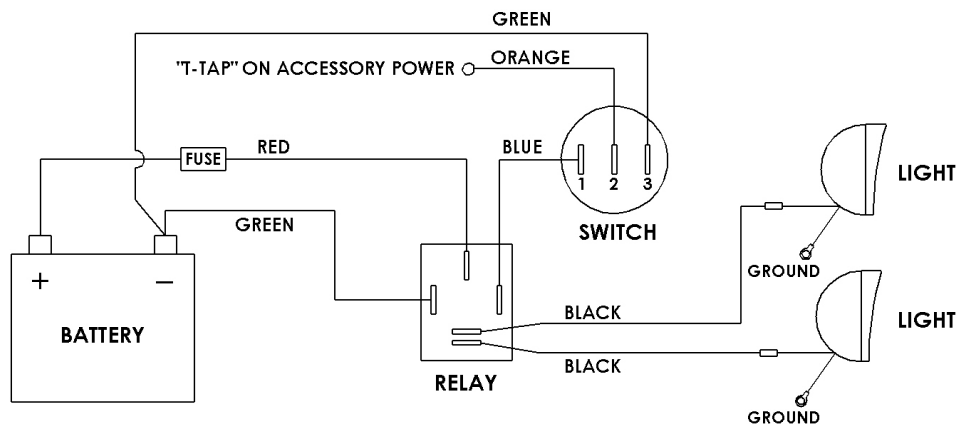 GREEN
"T-TAP" ON ACCESSORY POWER
ORANGE
FUSE
RED
BLUE
1 2 3
LIGHT
GREEN
SWITCH
GROUND
+ −
BATTERY
BLACK
LIGHT
BLACK
RELAY
GROUND